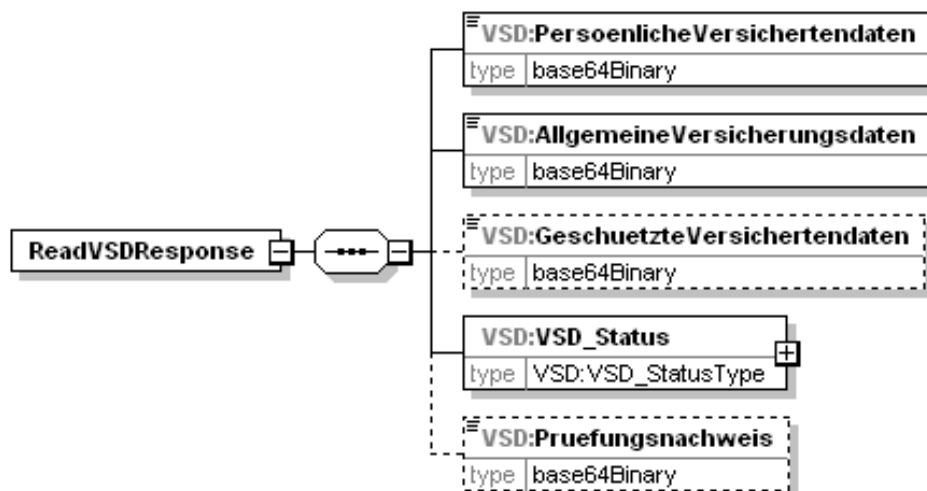 VSD:PersoenlicheVersichertendaten
type base64Binary
VSD:AllgemeineVersicherungsdaten
type base64Binary
VSD:GeschuetzteVersichertendaten
type base64Binary
ReadVSDResponse
VSD:VSD_Status
type VSD:VSD_StatusType
VSD:Pruefungsnachweis
type base64Binary